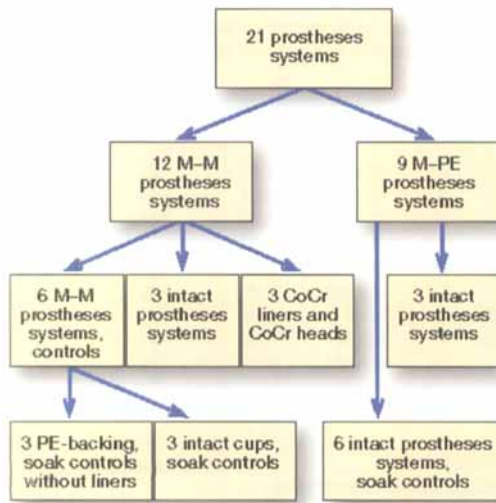 21 prostheses
systems
12 M–M
prostheses
systems
9 M–PE
prostheses
systems
6 M–M
prostheses
systems,
controls
3 intact
prostheses
systems
3 CoCr
liners and
CoCr heads
3 intact
prostheses
systems
3 PE-backing,
soak controls
without liners
3 intact cups,
soak controls
6 intact prostheses
systems,
soak controls